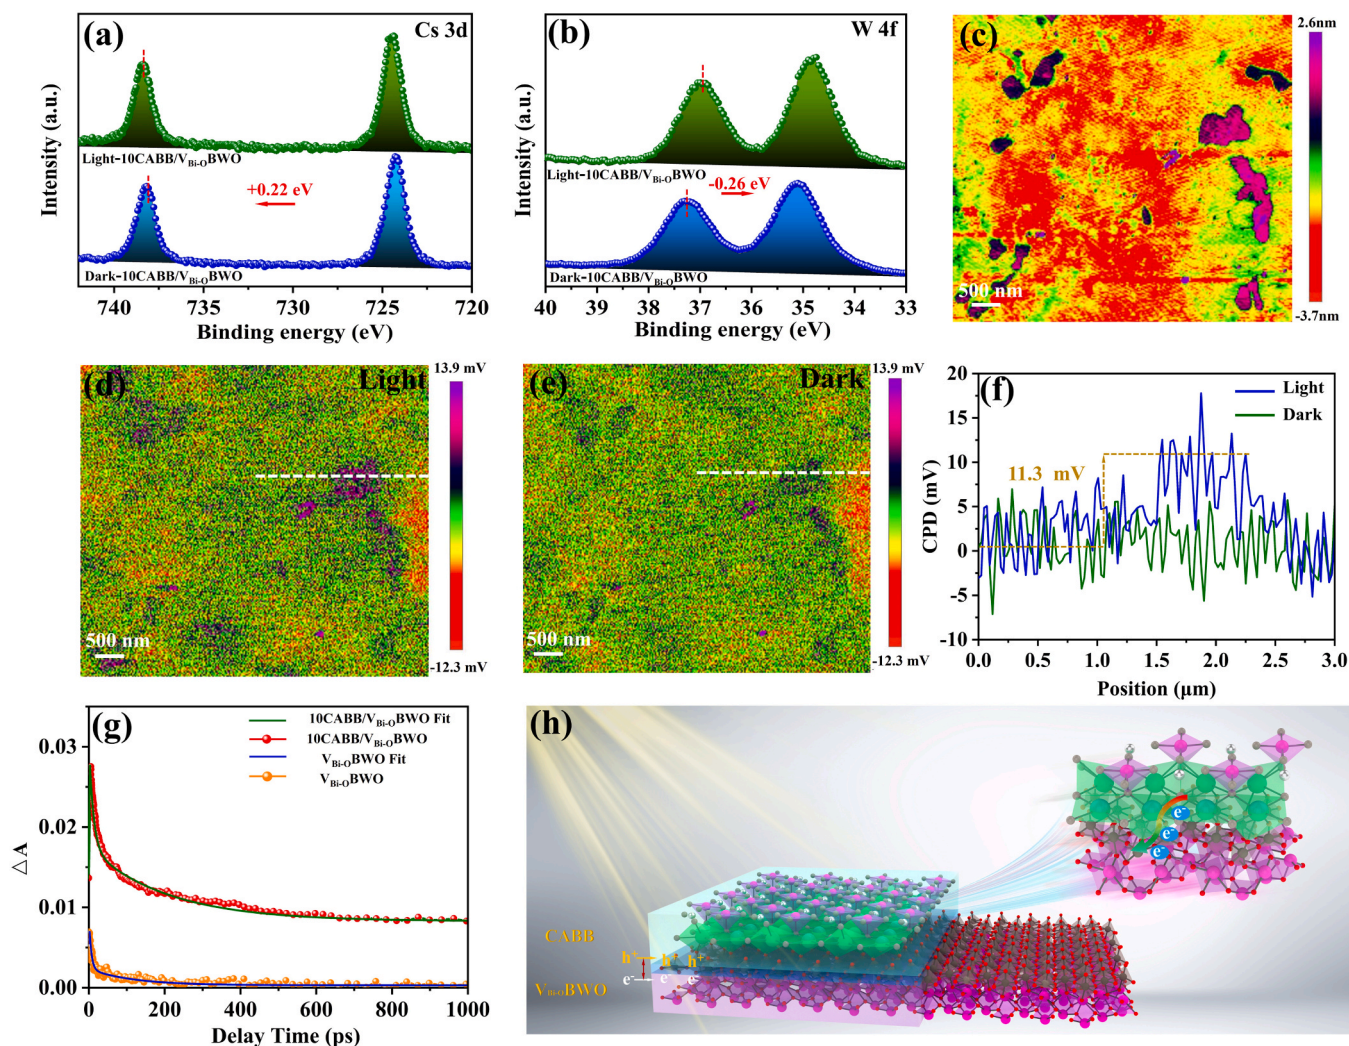 (a)
Cs 3d
Intensity (a.u.)
Light-10CABB/VBi-OBWO
+0.22 eV
Dark-10CABB/VBi-OBWO
740 735 730 725 720
Binding energy (eV)
(b)
W 4f
Intensity (a.u.)
Light-10CABB/VBi-OBWO
-0.26 eV
Dark-10CABB/VBi-OBWO
40 39 38 37 36 35 34 33
Binding energy (eV)
(c)
2.6nm
500 nm
-3.7nm
(d)
Light
13.9 mV
500 nm
-12.3 mV
(e)
Dark
13.9 mV
500 nm
-12.3 mV
(f)
Light
Dark
11.3 mV
CPD (mV)
20
15
10
5
0
-5
-10
0.0 0.5 1.0 1.5 2.0 2.5 3.0
Position (μm)
(g)
10CABB/VBi-OBWO Fit
10CABB/VBi-OBWO
VBi-OBWO Fit
VBi-OBWO
△A
0.03
0.02
0.01
0.00
0 200 400 600 800 1000
Delay Time (ps)
(h)
e-
e-
e-
CABB
h+ h+ h+
e- e- e-
VBi-OBWO